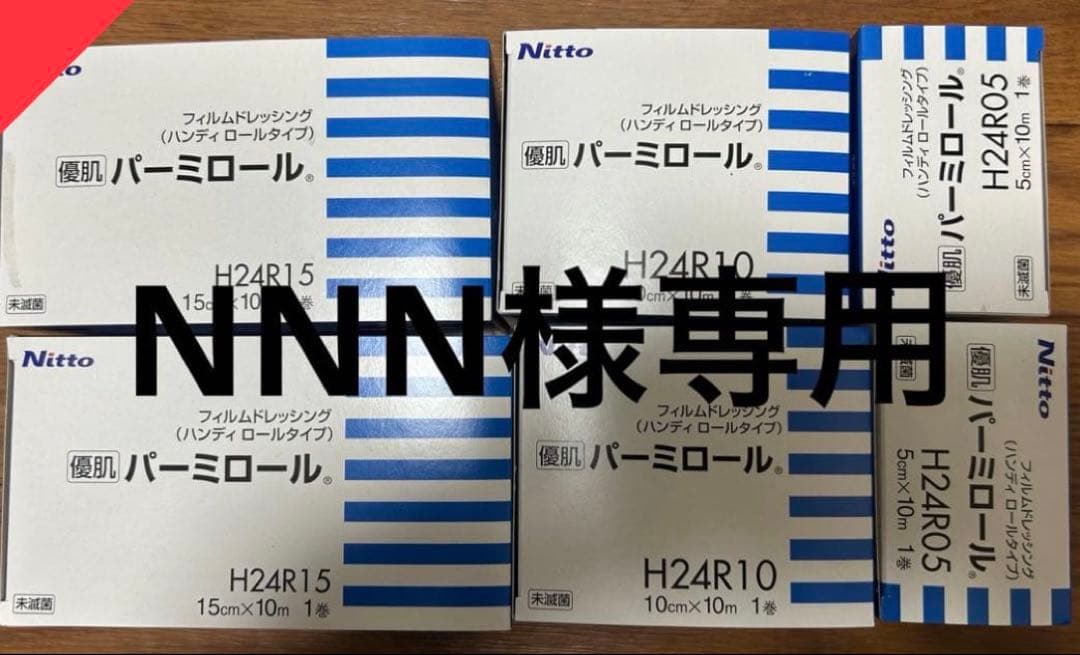 Nitto
フィルムドレッシング
(ハンディ ロールタイプ)
優肌 パーミロール®
H24R15
未滅菌
Nitto
フィルムドレッシング
(ハンディ ロールタイプ)
優肌 パーミロール®
H24R10
Nitto
フィルムドレッシング
(ハンディ ロールタイプ)
優肌 パーミロール®
H24R05
5cm×10m 1巻
未滅菌
NNN様専用
Nitto
フィルムドレッシング
(ハンディ ロールタイプ)
優肌 パーミロール®
H24R15
15cm×10m 1巻
フィルムドレッシング
(ハンディ ロールタイプ)
優肌 パーミロール®
H24R10
未滅菌
10cm×10m 1巻
Nitto
フィルムドレッシング
(ハンディ ロールタイプ)
優肌 パーミロール®
H24R05
5cm×10m 1巻
未滅菌
未滅菌